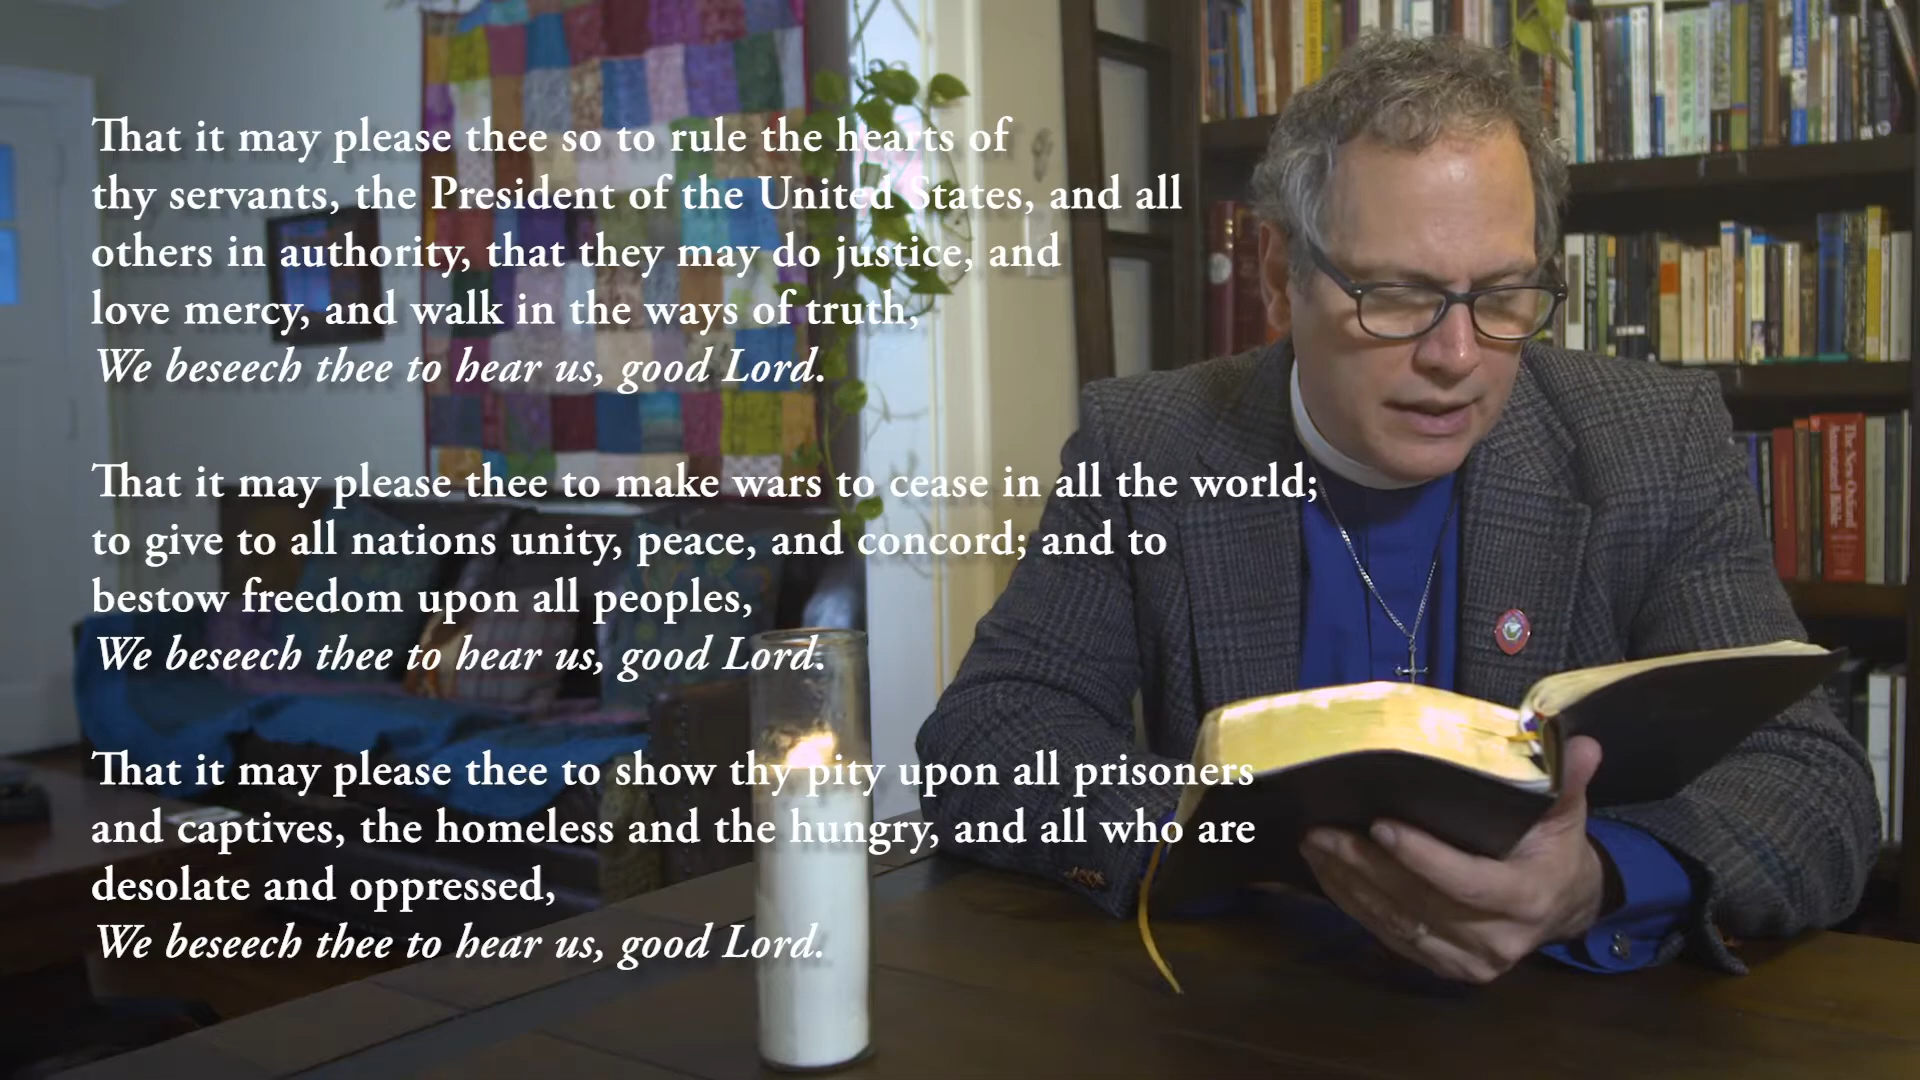 That it may please thee so to rule the hearts of
thy servants, the President of the United States, and all
others in authority, that they may do justice, and
love mercy, and walk in the ways of truth,
We beseech thee to hear us, good Lord.
That it may please thee to make wars to cease in all the world;
to give to all nations unity, peace, and concord; and to
bestow freedom upon all peoples,
We beseech thee to hear us, good Lord.
That it may please thee to show thy pity upon all prisoners
and captives, the homeless and the hungry, and all who are
desolate and oppressed,
We beseech thee to hear us, good Lord.
The New Oxford
Annotated Bible